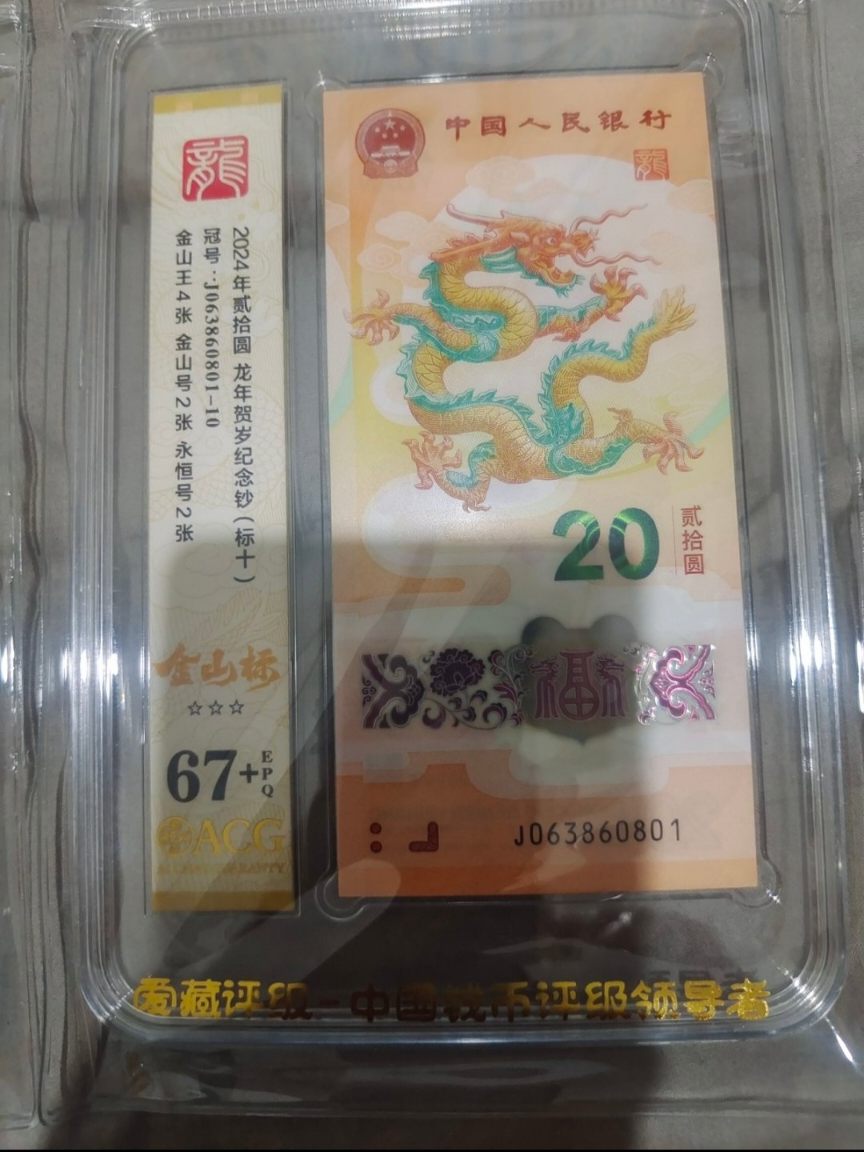 龍
2024年贰拾圆 龙年贺岁纪念钞(标十)
冠号:J063860801-10
金山王4张 金山号2张 永恒号2张
金山标
☆☆☆
67+EPQ
ACG
中国人民银行
龍
20
贰拾圆
福
J063860801
爱藏评级-中国钱币评级领导者